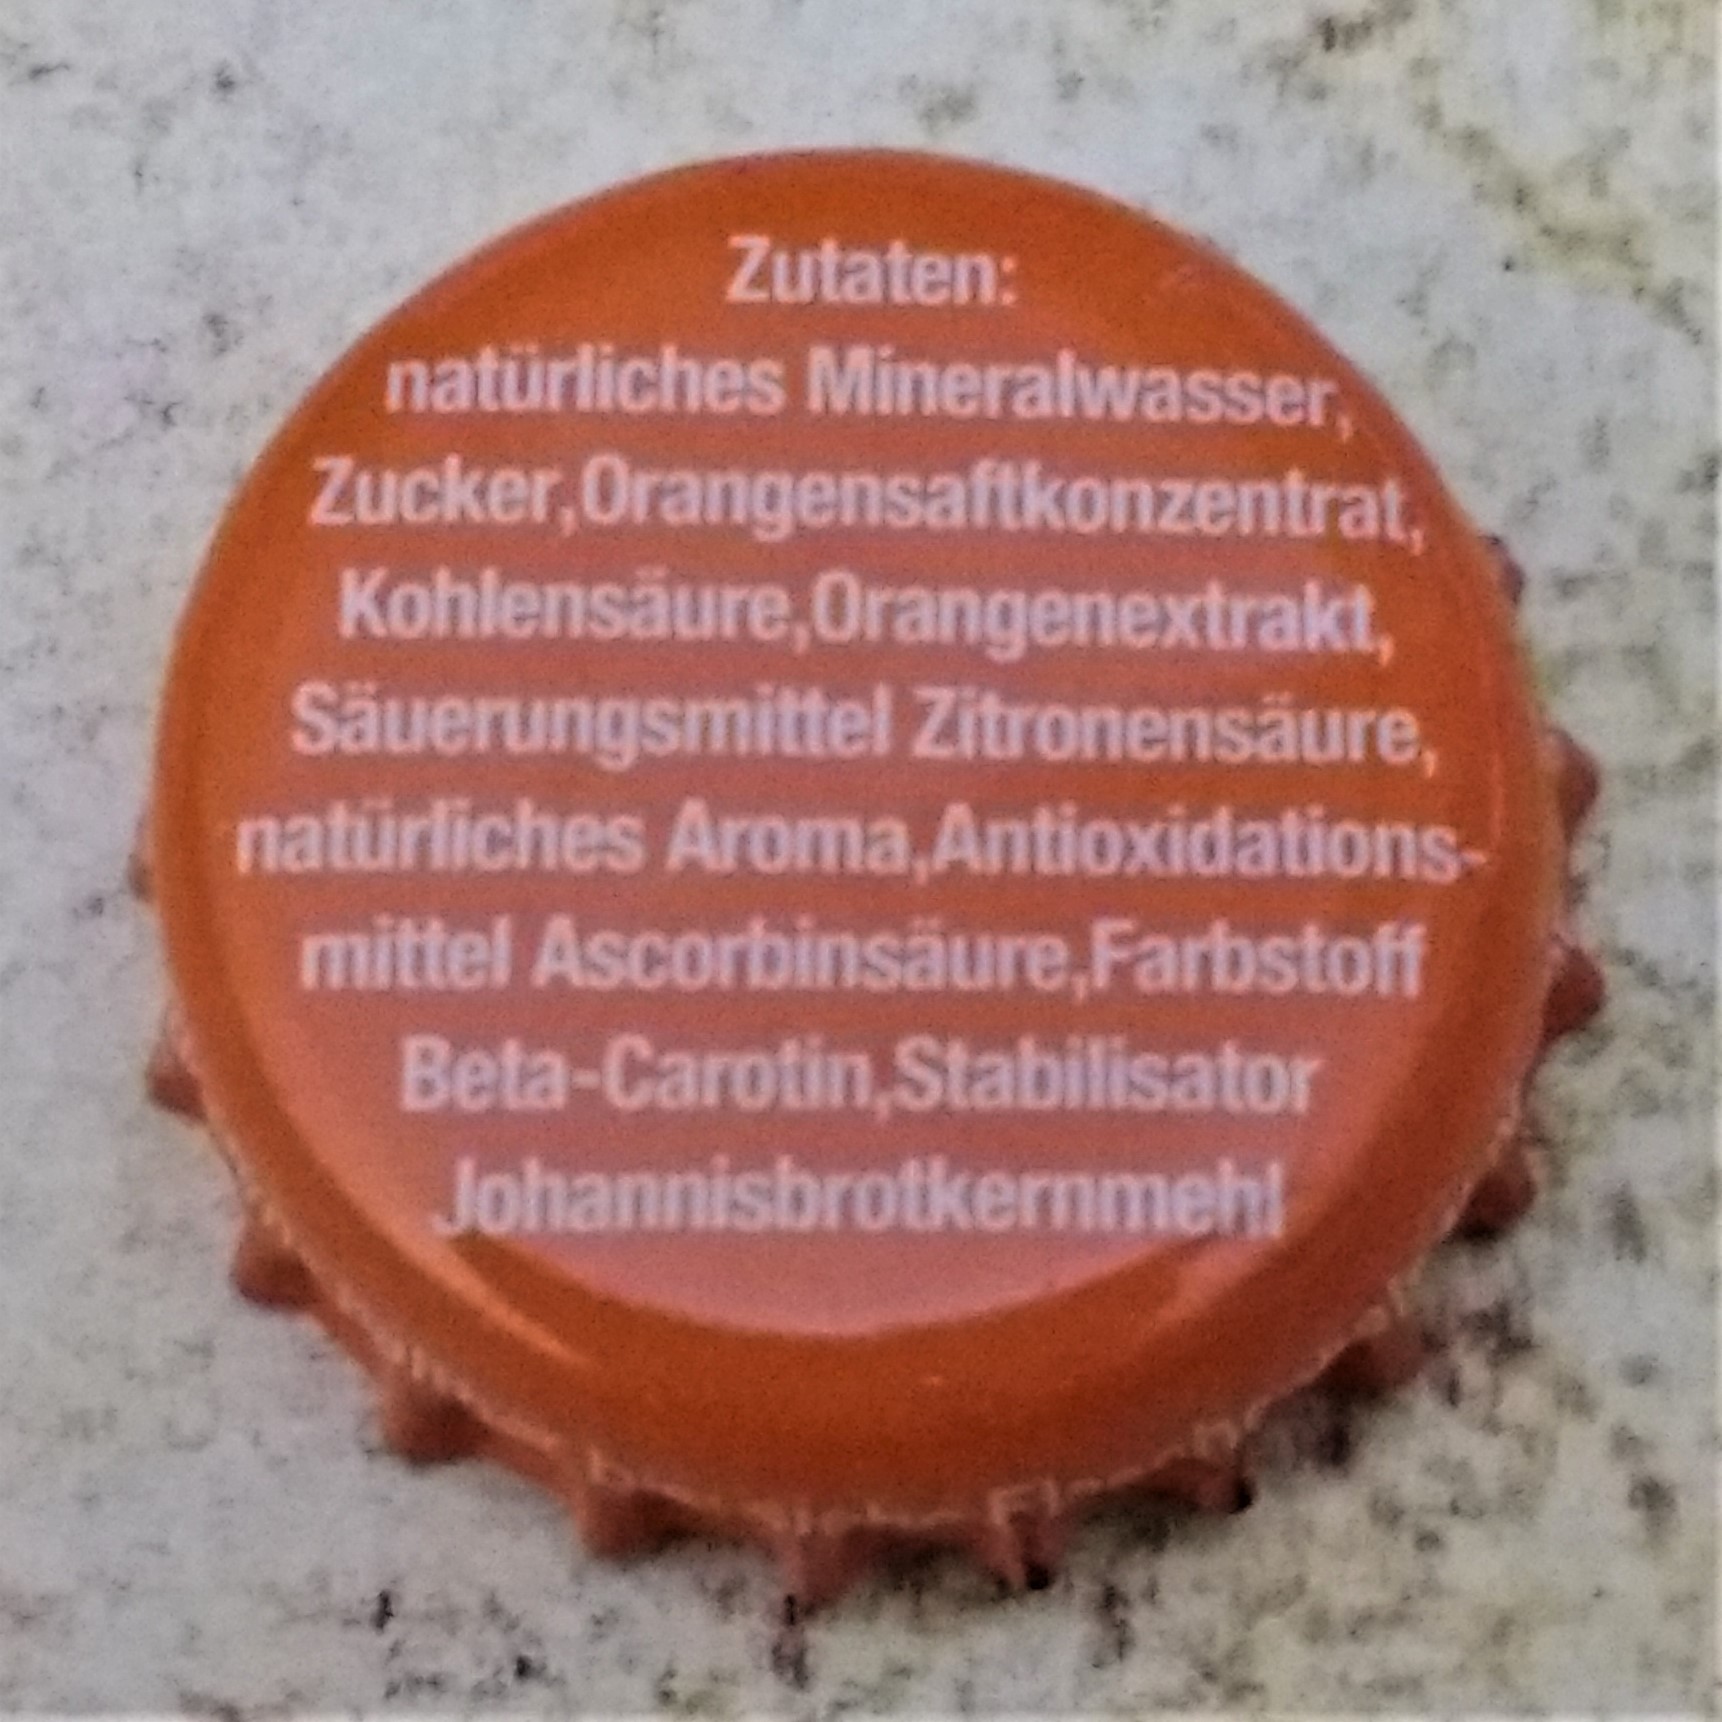 Zutaten:
natürliches Mineralwasser,
Zucker,Orangensaftkonzentrat,
Kohlensäure,Orangenextrakt,
Säuerungsmittel Zitronensäure,
natürliches Aroma,Antioxidations-
mittel Ascorbinsäure,Farbstoff
Beta-Carotin,Stabilisator
Johannisbrotkernmehl